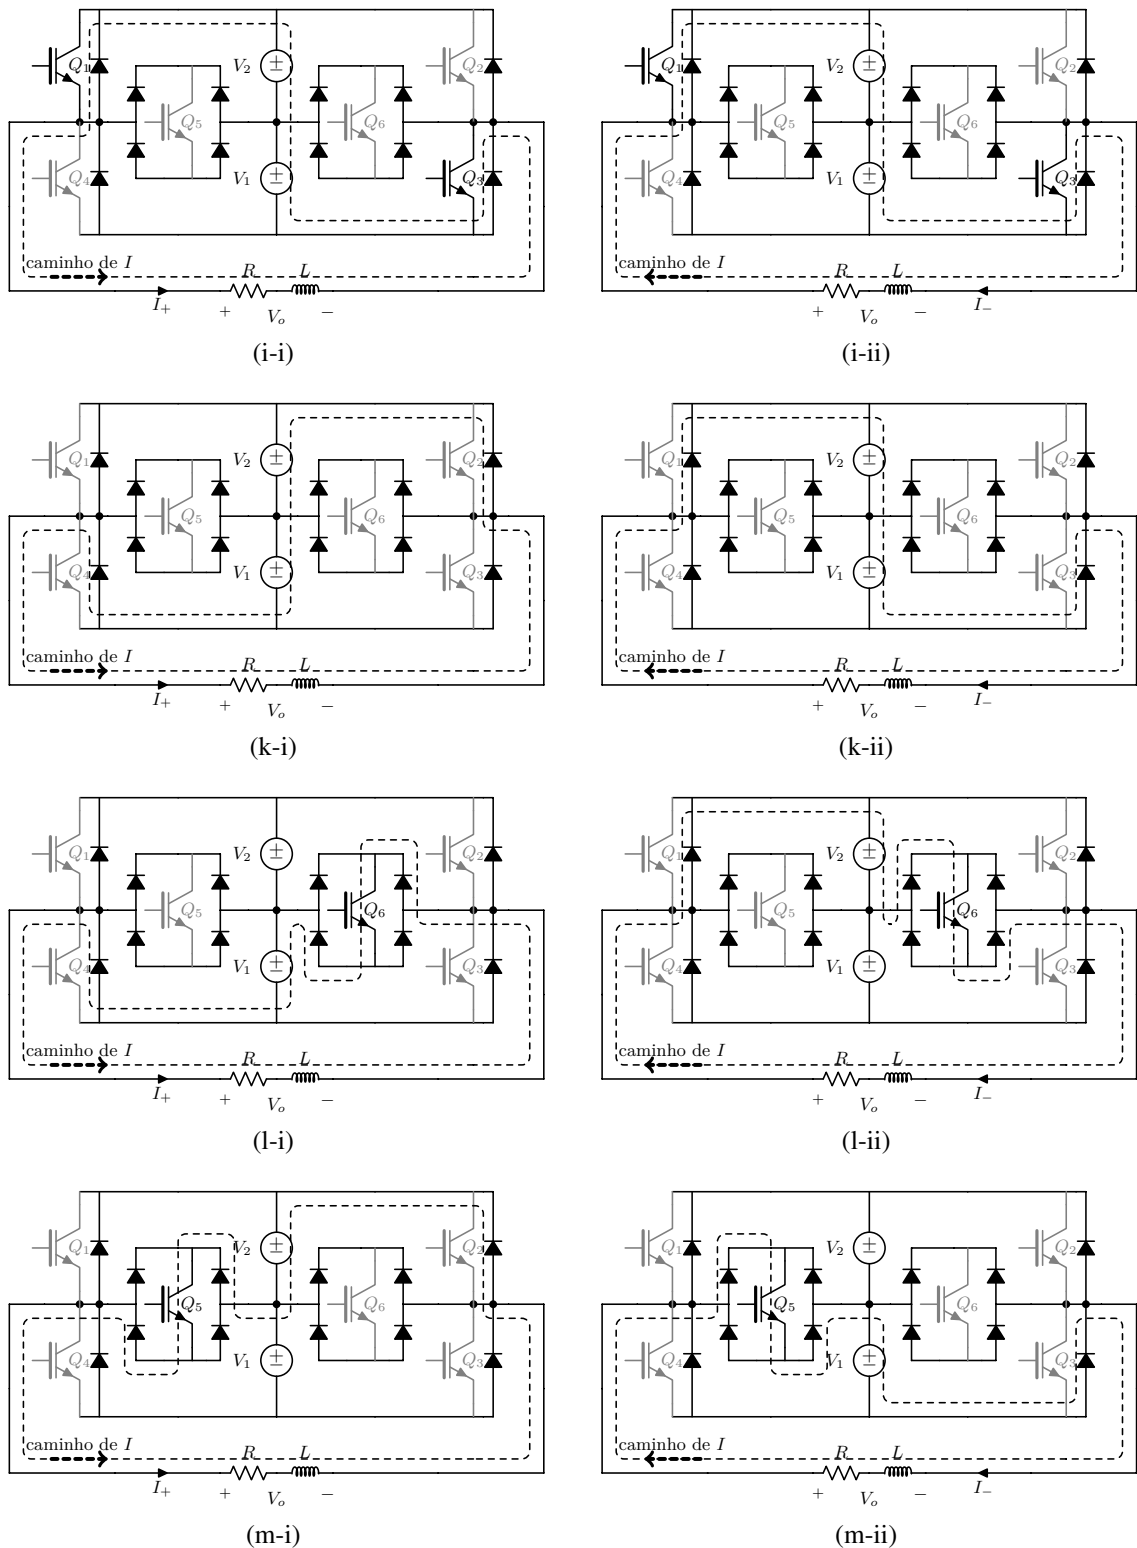 Q₁ Q₂ Q₁ Q₂
V₂ V₂
Q₅ Q₆ Q₅ Q₆
Q₄ V₁ Q₃ Q₄ V₁ Q₃
± ± ± ±
caminho de I R L caminho de I R L
I₊ + Vₒ − + Vₒ − I₋
(i-i) (i-ii)
Q₁ V₂ ± Q₂ Q₁ V₂ ± Q₂
Q₅ Q₆ Q₅ Q₆
Q₄ V₁ ± Q₃ Q₄ V₁ ± Q₃
caminho de I R L caminho de I R L
I₊ + Vₒ − + Vₒ − I₋
(k-i) (k-ii)
Q₁ V₂ ± Q₂ Q₁ V₂ ± Q₂
Q₅ Q₆ Q₅ Q₆
Q₄ V₁ ± Q₃ Q₄ V₁ ± Q₃
caminho de I R L caminho de I R L
I₊ + Vₒ − + Vₒ − I₋
(l-i) (l-ii)
Q₁ V₂ ± Q₂ Q₁ V₂ ± Q₂
Q₅ Q₆ Q₅ Q₆
Q₄ V₁ ± Q₃ Q₄ V₁ ± Q₃
caminho de I R L caminho de I R L
I₊ + Vₒ − + Vₒ − I₋
(m-i) (m-ii)